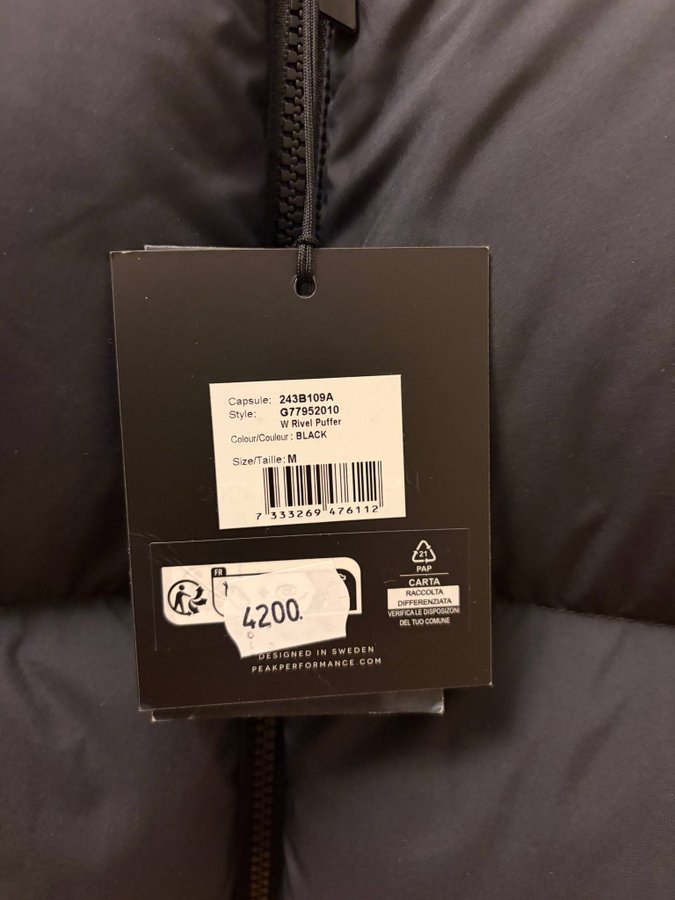 Capsule: 243B109A
Style: G77952010
W Rivel Puffer
Colour/Couleur : BLACK
Size/Taille: M
7 333269 476112
FR
4200.
21
PAP
CARTA
RACCOLTA
DIFFERENZIATA
VERIFICA LE DISPOSIZONI
DEL TUO COMUNE
DESIGNED IN SWEDEN
PEAKPERFORMANCE.COM